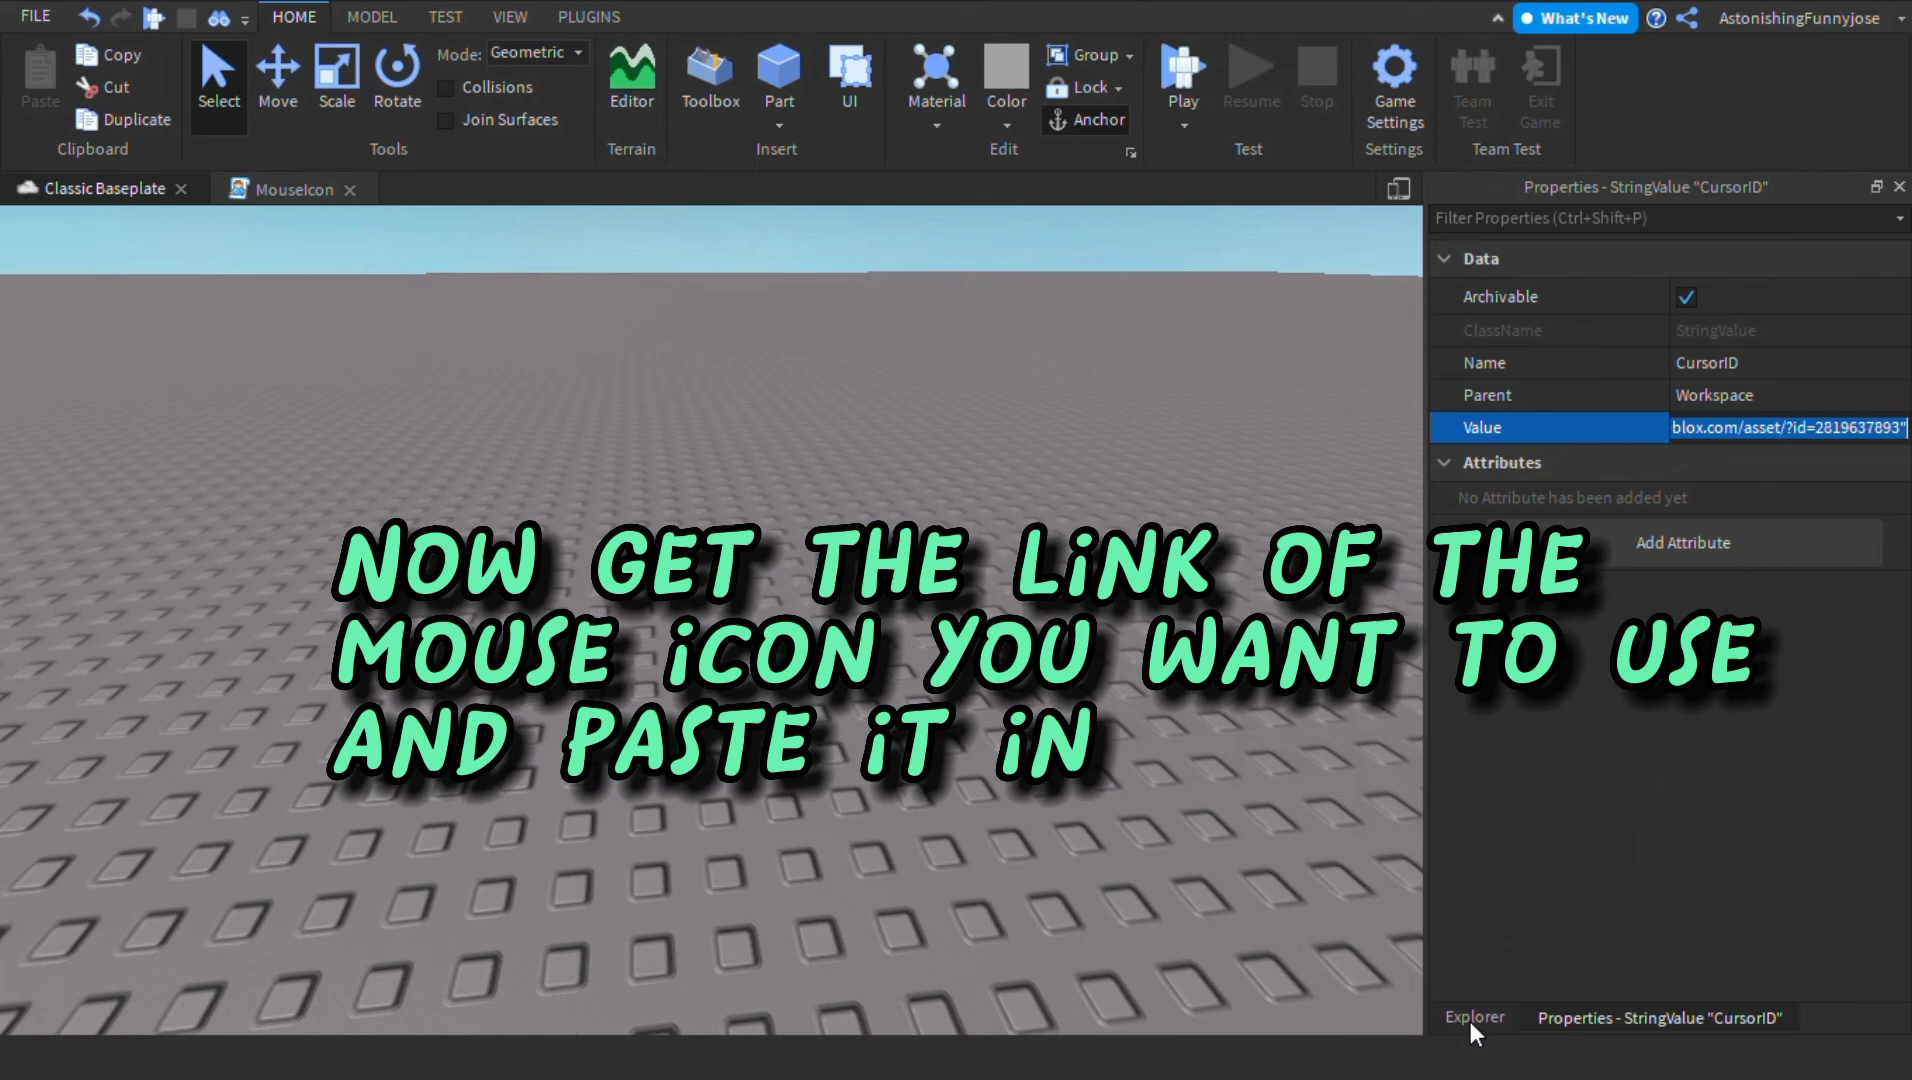 FILE HOME MODEL TEST VIEW PLUGINS What's New AstonishingFunnyjose
Paste Copy Cut Duplicate Clipboard
Select Move Scale Rotate Mode: Geometric Collisions Join Surfaces Tools
Editor Terrain
Toolbox Part UI Insert
Material Color Group Lock Anchor Edit
Play Resume Stop Test
Game Settings Settings
Team Test Exit Game Team Test
Classic Baseplate MouseIcon
Properties - StringValue "CursorID"
Filter Properties (Ctrl+Shift+P)
Data
Archivable
ClassName StringValue
Name CursorID
Parent Workspace
Value blox.com/asset/?id=2819637893"
Attributes
No Attribute has been added yet
Add Attribute
NOW GET THE LiNK OF THE
MOUSE iCON YOU WANT TO USE
AND PASTE iT iN
Explorer Properties - StringValue "CursorID"